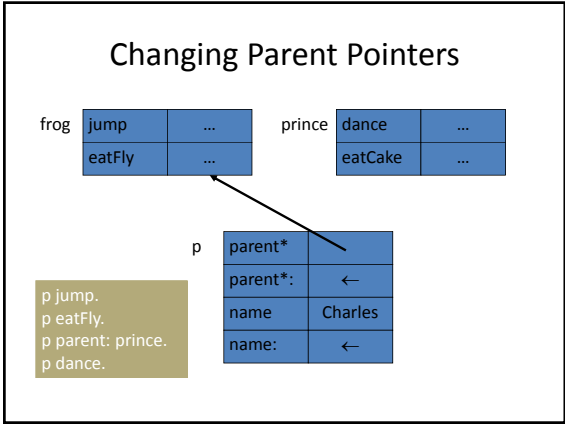 Changing Parent Pointers
frog jump … prince dance …
eatFly … eatCake …
p parent*
parent*: ←
name Charles
name: ←
p jump.
p eatFly.
p parent: prince.
p dance.